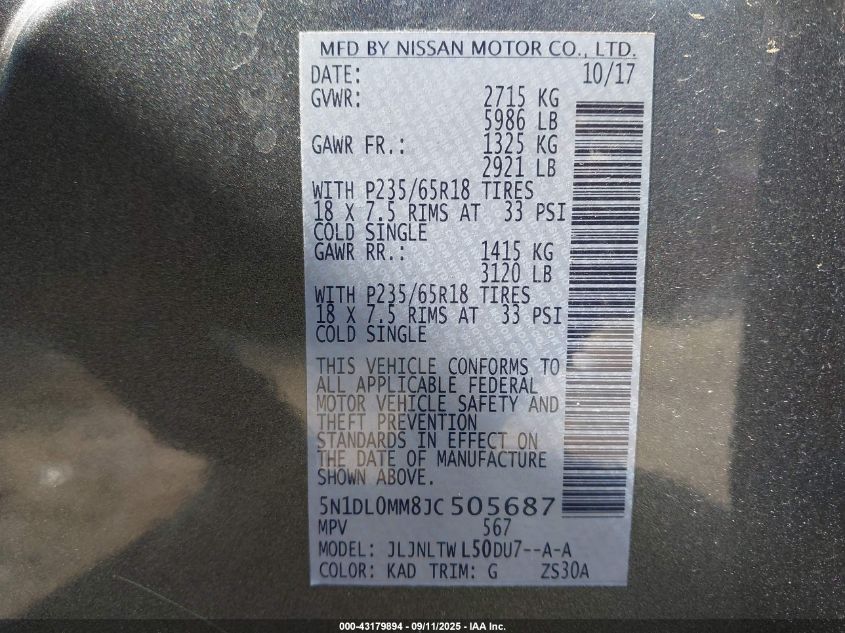 MFD BY NISSAN MOTOR CO., LTD.
DATE: 10/17
GVWR: 2715 KG
5986 LB
GAWR FR.: 1325 KG
2921 LB
WITH P235/65R18 TIRES
18 X 7.5 RIMS AT 33 PSI
COLD SINGLE
GAWR RR.: 1415 KG
3120 LB
WITH P235/65R18 TIRES
18 X 7.5 RIMS AT 33 PSI
COLD SINGLE
THIS VEHICLE CONFORMS TO
ALL APPLICABLE FEDERAL
MOTOR VEHICLE SAFETY AND
THEFT PREVENTION
STANDARDS IN EFFECT ON
THE DATE OF MANUFACTURE
SHOWN ABOVE.
5N1DL0MM8JC505687
MPV 567
MODEL: JLJNLTWL50DU7--A-A
COLOR: KAD TRIM: G ZS30A
000-43179894 - 09/11/2025 - IAA Inc.